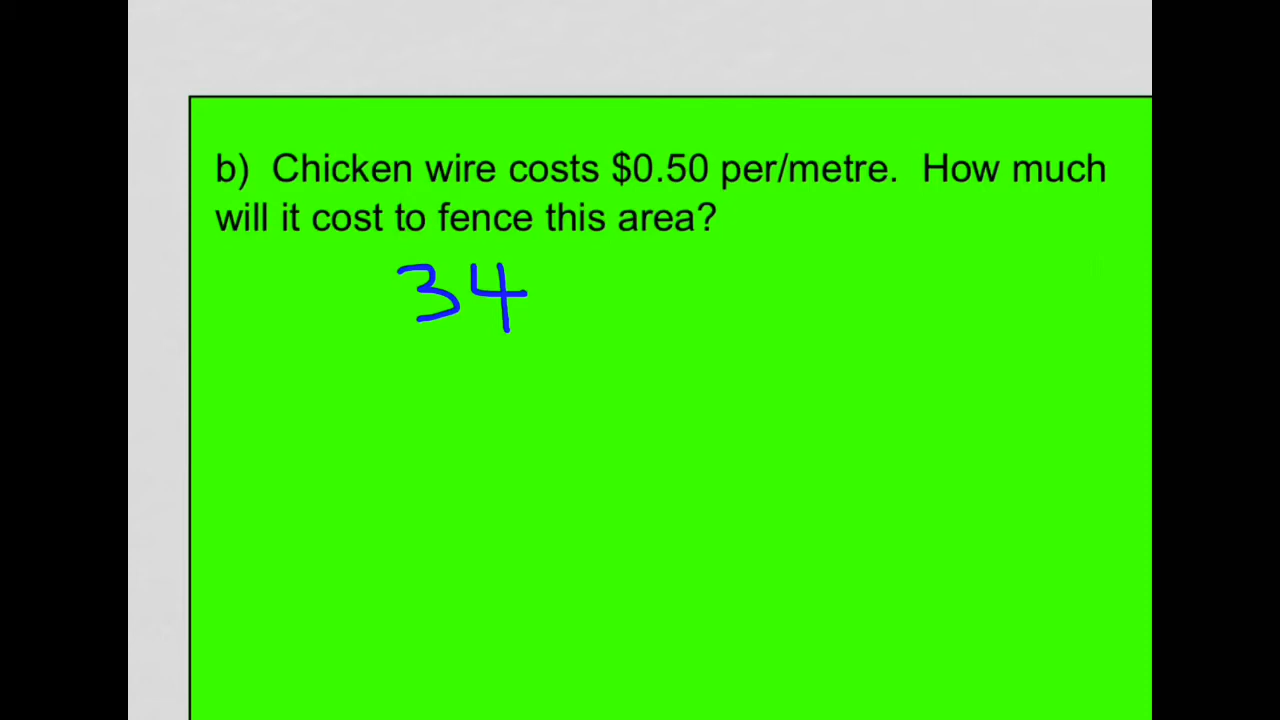 b)  Chicken wire costs $0.50 per/metre.  How much
will it cost to fence this area?
34